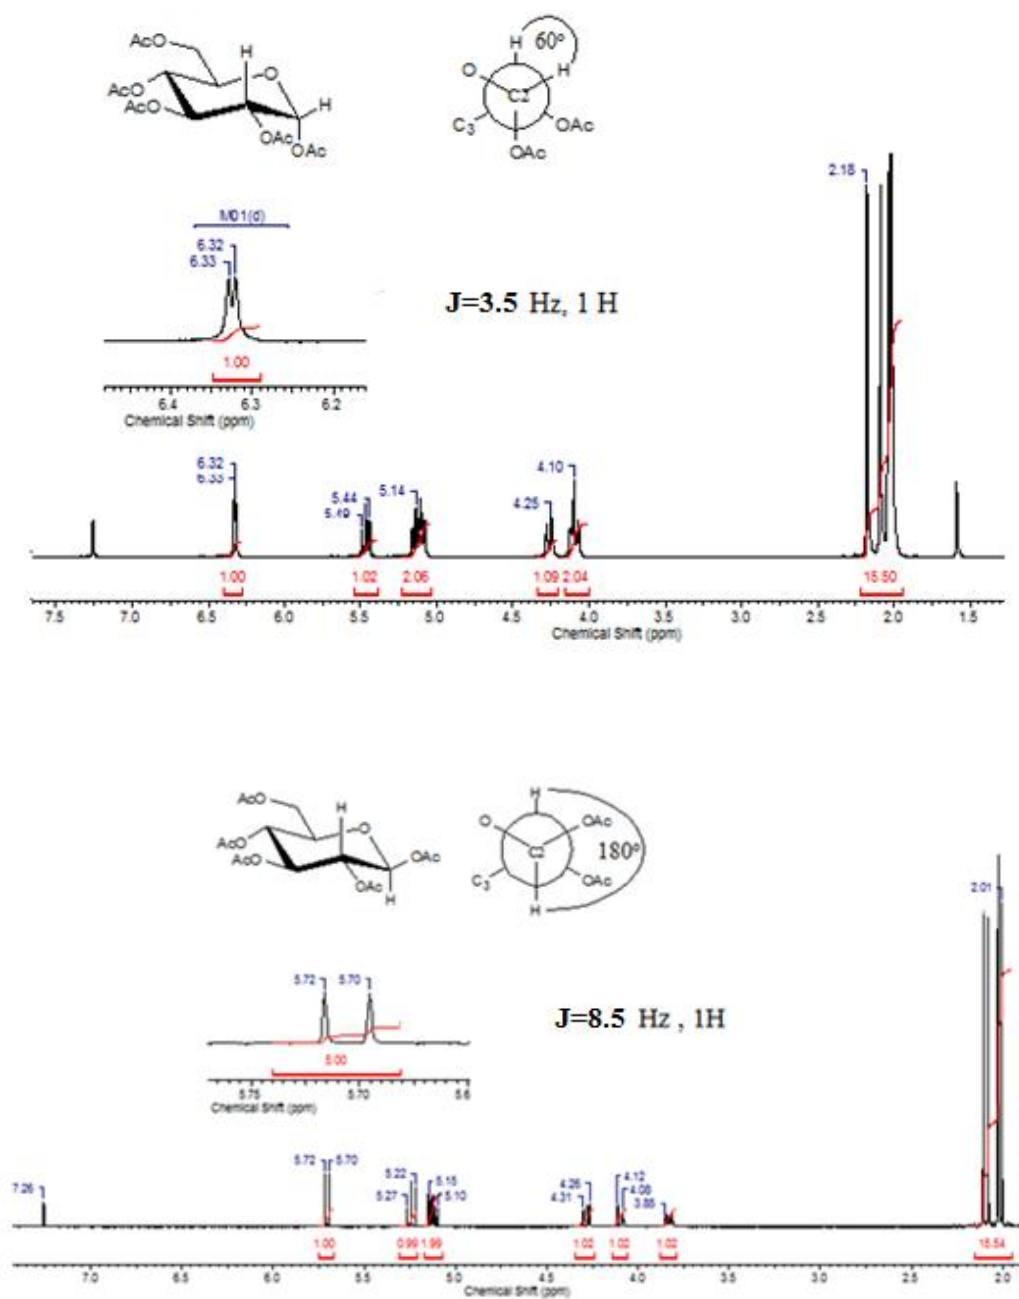 AcO
H
O
H
AcO
AcO
OAc
OAc
H
60º
H
O
C2
C3
OAc
OAc
2.18
M01(d)
6.32
6.33
J=3.5 Hz, 1 H
1.00
6.4 6.3 6.2
Chemical Shift (ppm)
6.32
6.33
5.44
5.49
5.14
4.25
4.10
1.00 1.02 2.06 1.09 2.04 15.50
7.5 7.0 6.5 6.0 5.5 5.0 4.5 4.0 3.5 3.0 2.5 2.0 1.5
Chemical Shift (ppm)
AcO
H
O
AcO
AcO
OAc
OAc
H
H
O
OAc
C2
180º
C3
OAc
H
2.01
5.72 5.70
J=8.5 Hz , 1H
5.00
5.75 5.70 5.6
Chemical Shift (ppm)
7.26
5.72 5.70
5.27
5.22
5.15
5.10
4.31
4.26
4.12
4.08
3.85
1.00 0.99 1.99 1.02 1.02 1.02
7.0 6.5 6.0 5.5 5.0 4.5 4.0 3.5 3.0 2.5 2.0
Chemical Shift (ppm)